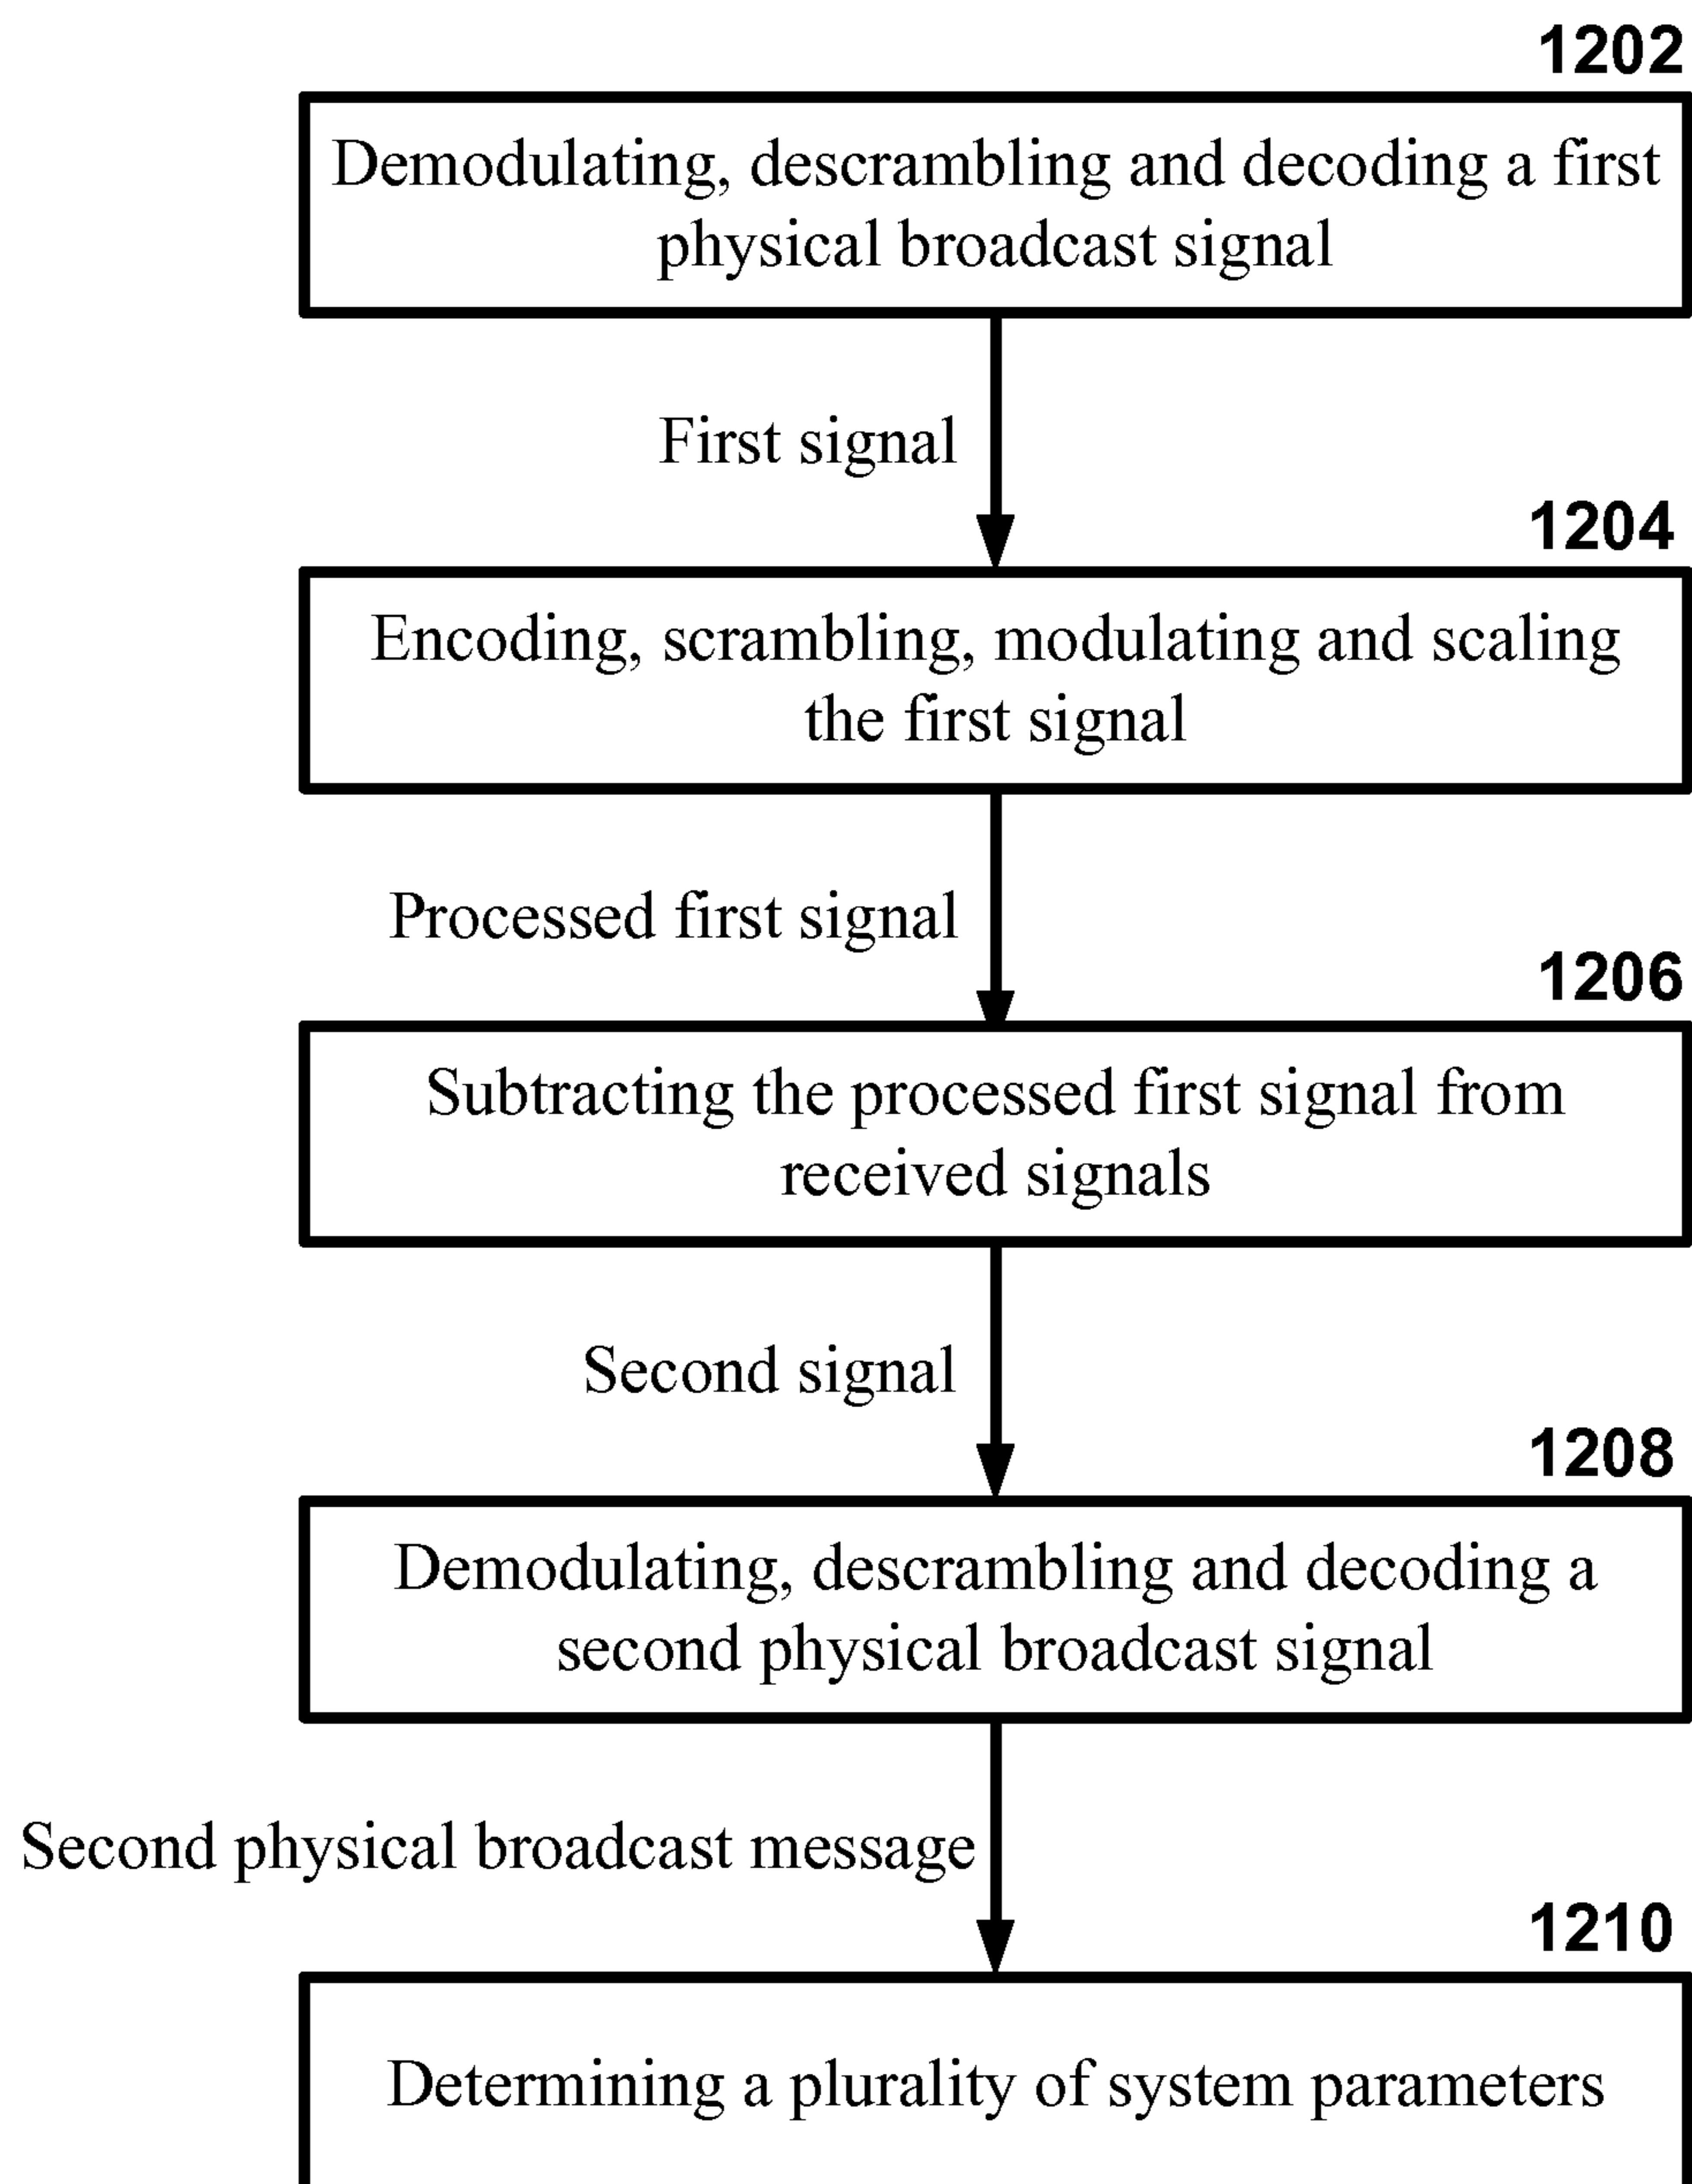 1202
Demodulating, descrambling and decoding a first
physical broadcast signal
First signal
1204
Encoding, scrambling, modulating and scaling
the first signal
Processed first signal
1206
Subtracting the processed first signal from
received signals
Second signal
1208
Demodulating, descrambling and decoding a
second physical broadcast signal
Second physical broadcast message
1210
Determining a plurality of system parameters